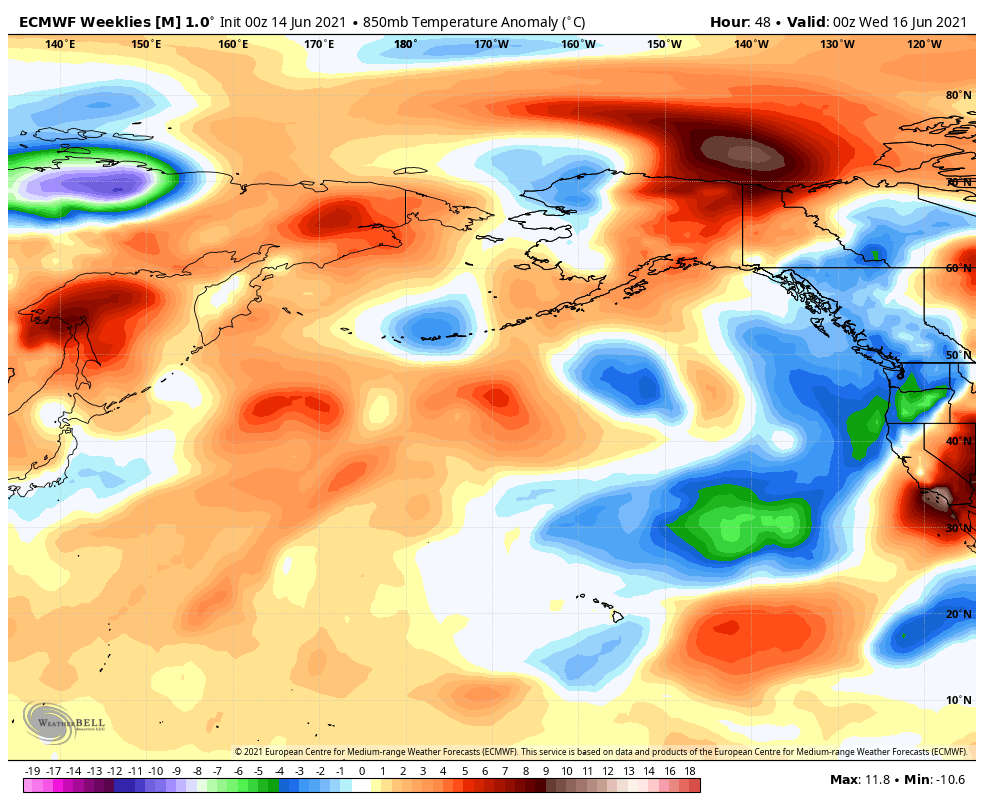 ECMWF Weeklies [M] 1.0° Init 00z 14 Jun 2021 • 850mb Temperature Anomaly (°C)
Hour: 48 • Valid: 00z Wed 16 Jun 2021
140°E 150°E 160°E 170°E 180° 170°W 160°W 150°W 140°W 130°W 120°W
80°N
70°N
60°N
50°N
40°N
30°N
20°N
10°N
WEATHERBELL
© 2021 European Centre for Medium-range Weather Forecasts (ECMWF). This service is based on data and products of the European Centre for Medium-range Weather Forecasts (ECMWF).
-19 -17 -15 -14 -13 -12 -11 -10 -9 -8 -7 -6 -5 -4 -3 -2 -1 0 1 2 3 4 5 6 7 8 9 10 11 12 13 14 16 18
Max: 11.8 • Min: -10.6